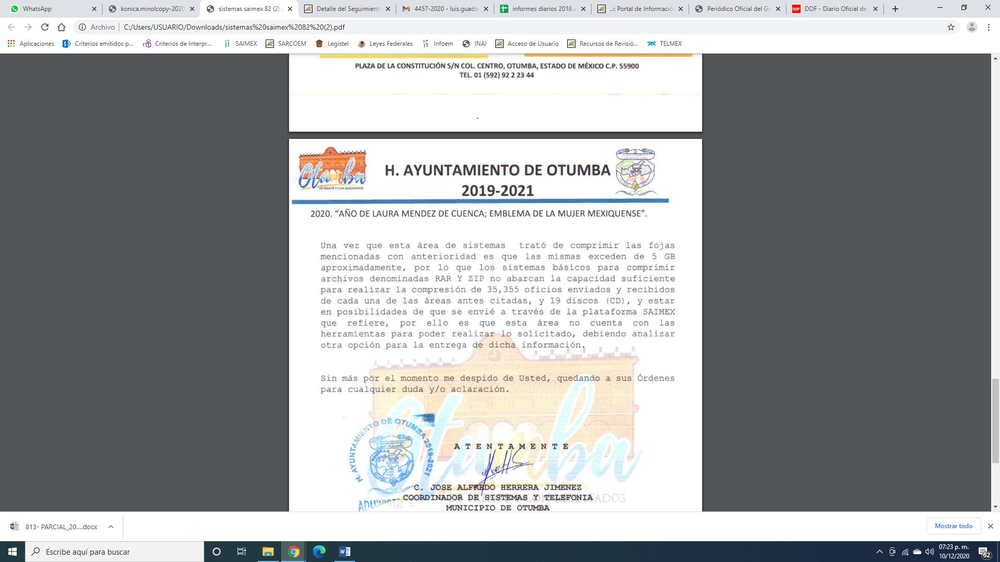 WhatsApp
konica.minolcopy-2020
sistemas saimex 82 (2).p
Detalle del Seguimiento
4457-2020 - luis.guada
informes diarios 2018.x
..:: Portal de Informació
Periódico Oficial del Go
DOF - Diario Oficial de
Archivo
C:/Users/USUARIO/Downloads/sistemas%20saimex%2082%20(2).pdf
Aplicaciones
Criterios emitidos p...
Criterios de Interpr...
SAIMEX
SARCOEM
Legistel
Leyes Federales
Infoem
INAI
Acceso de Usuario
Recursos de Revisió...
TELMEX
PLAZA DE LA CONSTITUCIÓN S/N COL. CENTRO, OTUMBA, ESTADO DE MÉXICO C.P. 55900
TEL. 01 (592) 92 2 23 44
Otumba
DE FRENTE Y CON RESULTADOS
H. AYUNTAMIENTO DE OTUMBA
2019-2021
2020. “AÑO DE LAURA MENDEZ DE CUENCA; EMBLEMA DE LA MUJER MEXIQUENSE”.
Una vez que esta área de sistemas trató de comprimir las fojas
mencionadas con anterioridad es que las mismas exceden de 5 GB
aproximadamente, por lo que los sistemas básicos para comprimir
archivos denominadas RAR Y ZIP no abarcan la capacidad suficiente
para realizar la compresión de 35,355 oficios enviados y recibidos
de cada una de las áreas antes citadas, y 19 discos (CD), y estar
en posibilidades de que se envié a través de la plataforma SAIMEX
que refiere, por ello es que esta área no cuenta con las
herramientas para poder realizar lo solicitado, debiendo analizar
otra opción para la entrega de dicha información.
Sin más por el momento me despido de Usted, quedando a sus Órdenes
para cualquier duda y/o aclaración.
H. AYUNTAMIENTO DE OTUMBA 2019-2021
H. AYUNTAMIENTO
CONSTITUCIONAL
Otumba
A T E N T A M E N T E
C. JOSE ALFREDO HERRERA JIMENEZ
COORDINADOR DE SISTEMAS Y TELEFONIA
DE FRENTE Y CON RESULTADOS
MUNICIPIO DE OTUMBA
813- PARCIAL_20....docx
Mostrar todo
Escribe aquí para buscar
07:23 p. m.
10/12/2020
62